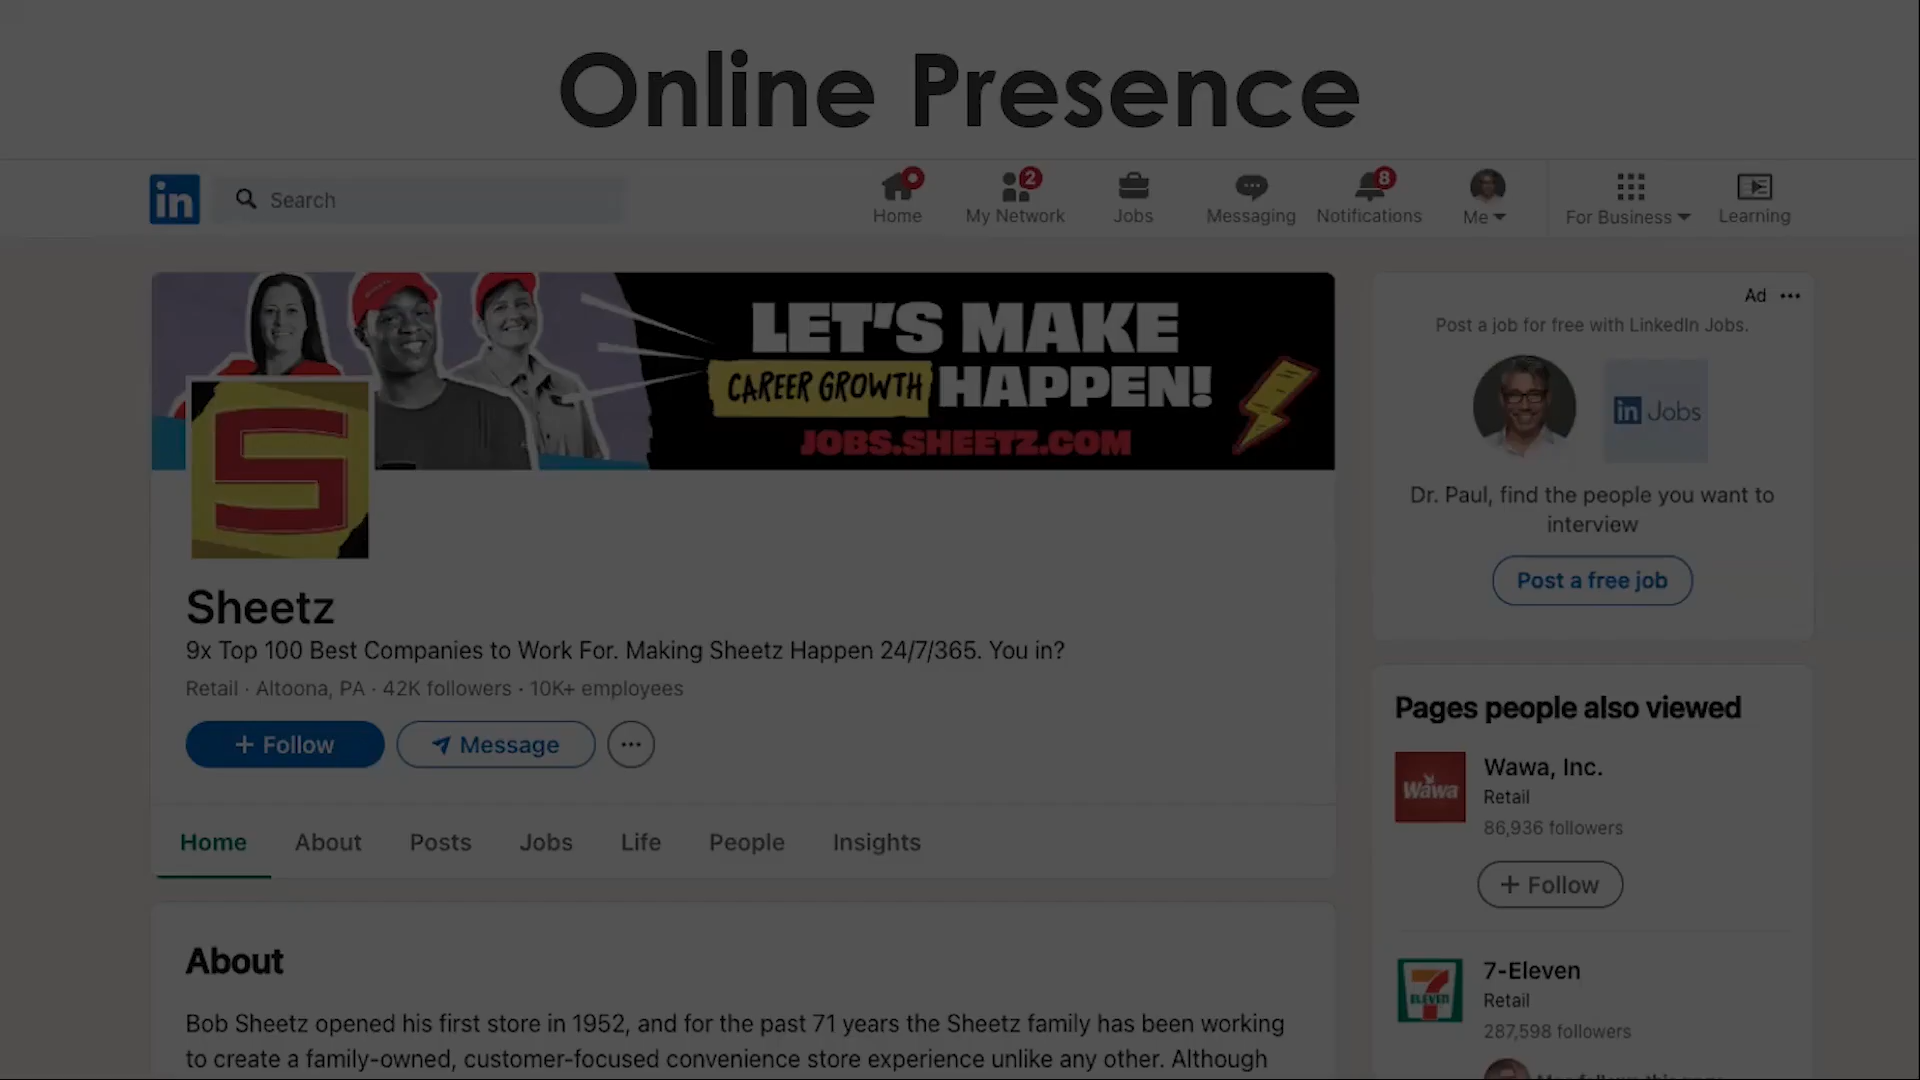 Online Presence
in
Search
2
8
Home
My Network
Jobs
Messaging
Notifications
Me
For Business
Learning
LET'S MAKE
CAREER GROWTH HAPPEN!
JOBS.SHEETZ.COM
S
Sheetz
9x Top 100 Best Companies to Work For. Making Sheetz Happen 24/7/365. You in?
Retail · Altoona, PA · 42K followers · 10K+ employees
+ Follow
Message
Home
About
Posts
Jobs
Life
People
Insights
About
Bob Sheetz opened his first store in 1952, and for the past 71 years the Sheetz family has been working
to create a family-owned, customer-focused convenience store experience unlike any other. Although
Ad
Post a job for free with LinkedIn Jobs.
in Jobs
Dr. Paul, find the people you want to
interview
Post a free job
Pages people also viewed
Wawa
Wawa, Inc.
Retail
86,936 followers
+ Follow
7
ELEVEN
7-Eleven
Retail
287,598 followers